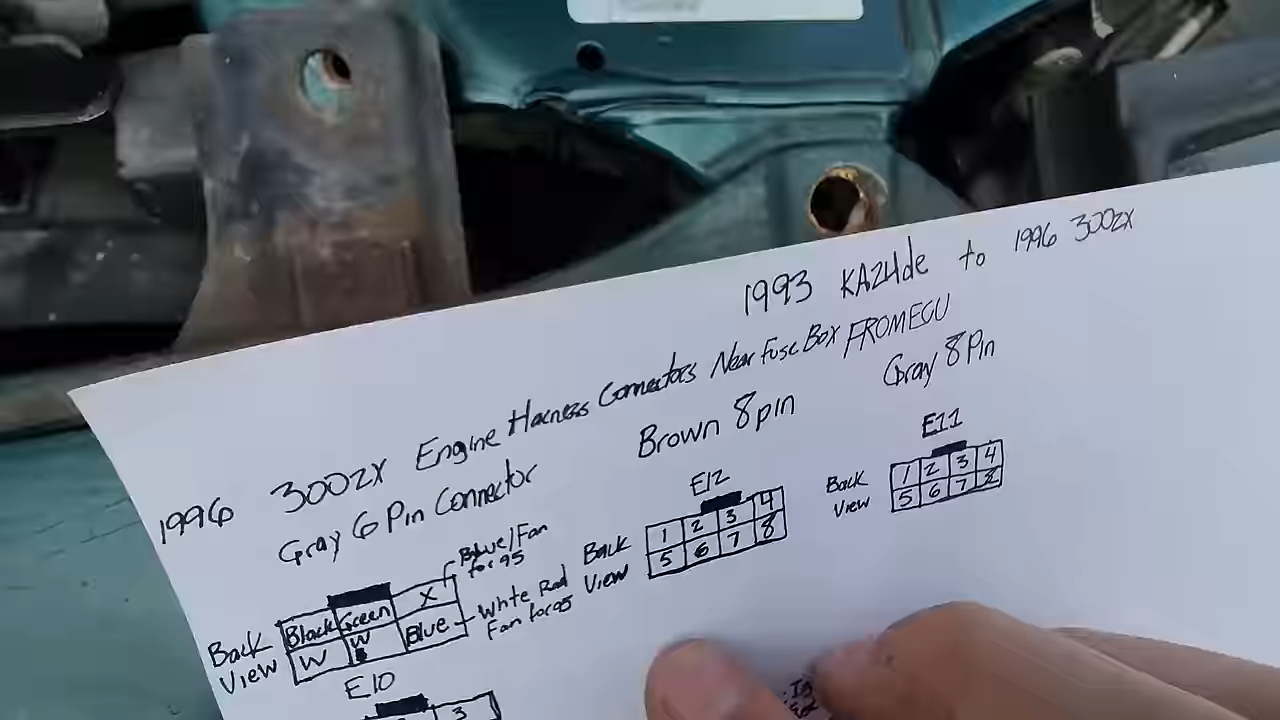 1993 KA24de to 1996 300zx
1996 300zx Engine Harness Connectors Near Fuse Box FROM ECU
Gray 6 Pin Connector
Brown 8pin
Gray 8 Pin
Blue/Fan
for 95
Back
View
Black Green X
W W Blue
White Red
Fan for 95
E10
3
E12
Back
View
1 2 3 4
5 6 7 8
E11
Back
View
1 2 3 4
5 6 7 8